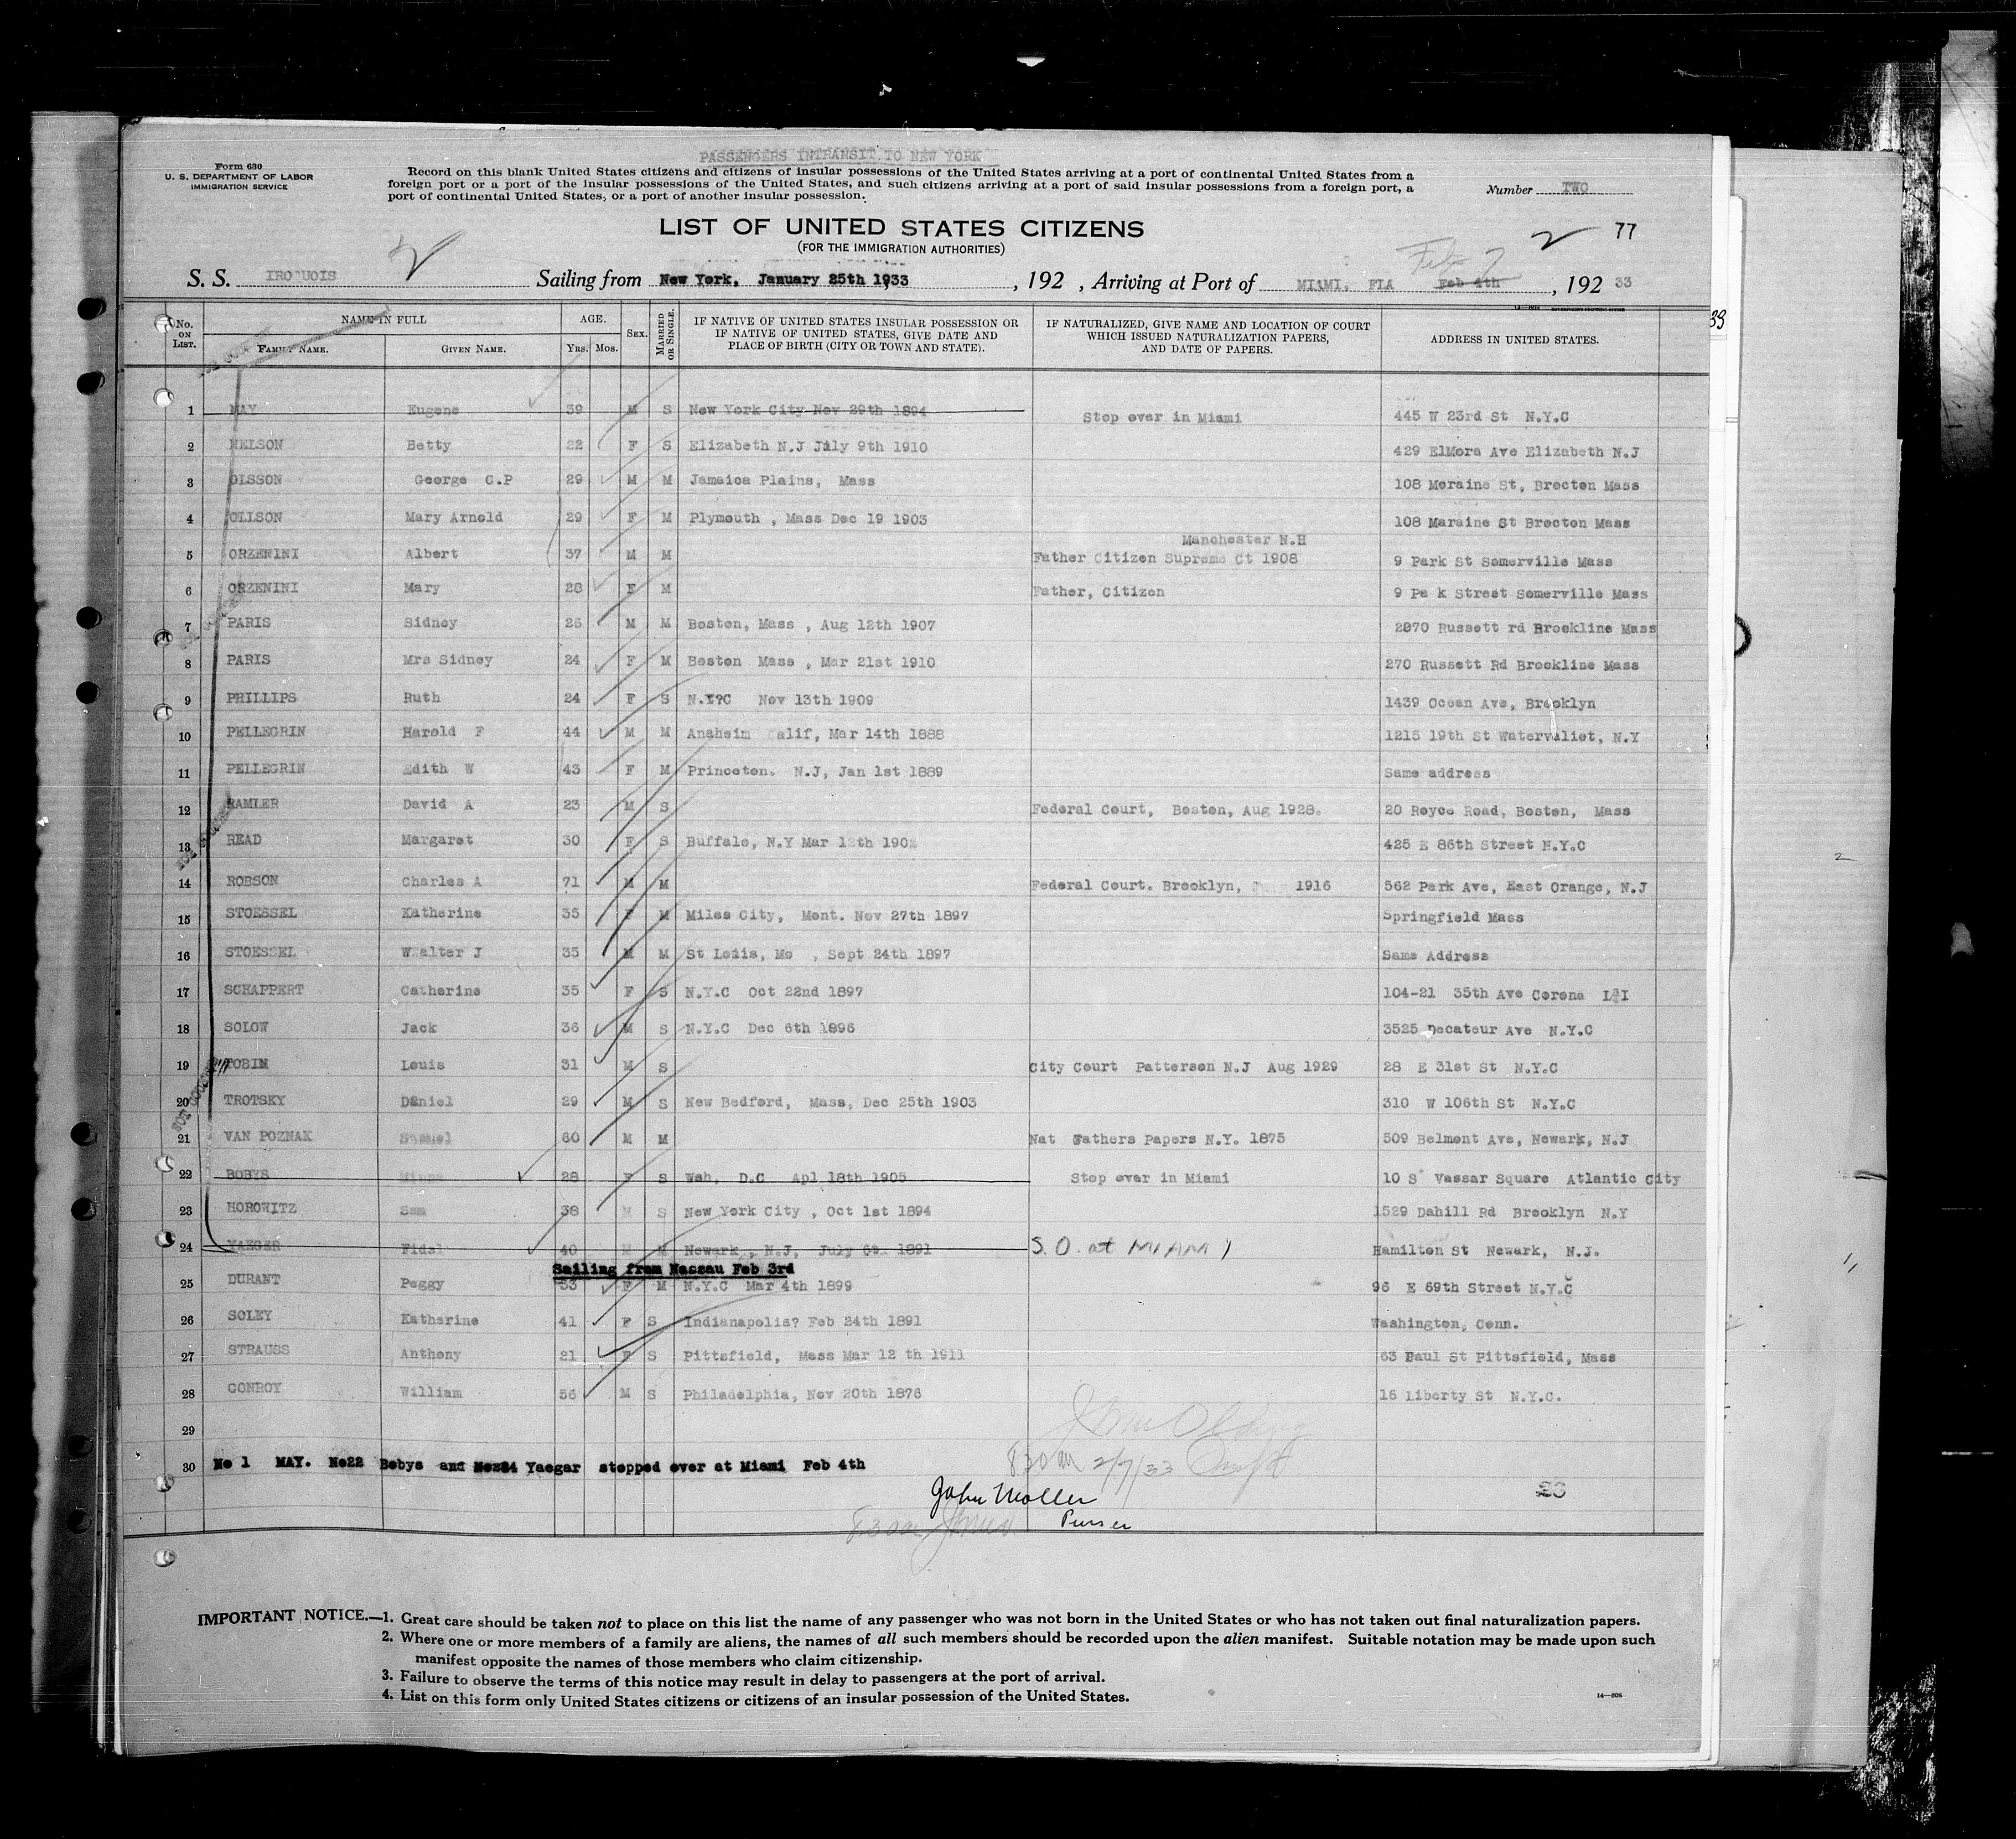 PASSENGERS INTRANSIT TO NEW YORK
Form 630
U. S. DEPARTMENT OF LABOR
IMMIGRATION SERVICE
Record on this blank United States citizens and citizens of insular possessions of the United States arriving at a port of continental United States from a
foreign port or a port of the insular possessions of the United States, and such citizens arriving at a port of said insular possessions from a foreign port, a
port of continental United States, or a port of another insular possession.
Number TWO
LIST OF UNITED STATES CITIZENS
(FOR THE IMMIGRATION AUTHORITIES)
2 77
S. S. IROQUOIS Sailing from New York, January 25th 1933, 192 , Arriving at Port of MIAMI, FLA Feb 4th Feb 7, 192 33
No. ON LIST. NAME IN FULL FAMILY NAME. GIVEN NAME. AGE. Yrs. Mos. SEX. MARRIED OR SINGLE. IF NATIVE OF UNITED STATES INSULAR POSSESSION OR IF NATIVE OF UNITED STATES, GIVE DATE AND PLACE OF BIRTH (CITY OR TOWN AND STATE). IF NATURALIZED, GIVE NAME AND LOCATION OF COURT WHICH ISSUED NATURALIZATION PAPERS, AND DATE OF PAPERS. ADDRESS IN UNITED STATES.
1 MAY Eugene 39 M S New York City Nov 29th 1894 Stop over in Miami 445 W 23rd St N.Y.C
2 NELSON Betty 22 F S Elizabeth N.J July 9th 1910 429 ElMora Ave Elizabeth N.J
3 OLSSON George C.P 29 M M Jamaica Plains, Mass 108 Moraine St, Brocton Mass
4 OLLSON Mary Arnold 29 F M Plymouth , Mass Dec 19 1903 108 Maraine St Brocton Mass
5 ORZENINI Albert 37 M M Manchester N.H Father Citizen Supreme Ct 1908 9 Park St Somerville Mass
6 ORZENINI Mary 28 F M Father, Citizen 9 Pa k Street Somerville Mass
7 PARIS Sidney 25 M M Boston, Mass , Aug 12th 1907 2070 Russett rd Brookline Mass
8 PARIS Mrs Sidney 24 F M Boston Mass , Mar 21st 1910 270 Russett Rd Brookline Mass
9 PHILLIPS Ruth 24 F S N.Y?C Nov 13th 1909 1439 Ocean Ave, Brooklyn
10 PELLEGRIN Harold F 44 M M Anaheim Calif, Mar 14th 1888 1215 19th St Watervaliet, N.Y
11 PELLEGRIN Edith W 43 F M Princeton. N.J, Jan 1st 1889 Same address
12 RAMLER David A 23 M S Federal Court, Boston, Aug 1928. 20 Royce Road, Boston, Mass
13 READ Margaret 30 F S Buffalo, N.Y Mar 12th 190 425 E 86th Street N.Y.C
14 ROBSON Charles A 71 M M Federal Court. Brooklyn, 1916 562 Park Ave, East Orange, N.J
15 STOESSEL Katherine 35 F M Miles City, Mont. Nov 27th 1897 Springfield Mass
16 STOESSEL Walter J 35 M M St Louis, Mo , Sept 24th 1897 Same Address
17 SCHAPPERT Catherine 35 F S N.Y.C Oct 22nd 1897 104-21 35th Ave Corona L.I
18 SOLOW Jack 36 M S N.Y.C Dec 6th 1896 3525 Decateur Ave N.Y.C
19 TOBIN Louis 31 M S City Court Patterson N.J Aug 1929 28 E 31st St N.Y.C
20 TROTSKY Daniel 29 M S New Bedford, Mass, Dec 25th 1903 310 W 106th St N.Y.C
21 VAN POZNAK Samuel 60 M M Nat Fathers Papers N.Y. 1875 509 Belmont Ave, Newark, N.J
22 BOBYS 28 F S Wah, D.C Apl 18th 1905 Stop over in Miami 10 S Vassar Square Atlantic City
23 HOROWITZ Sam 38 M S New York City , Oct 1st 1894 1529 Dahill Rd Brooklyn N.Y
24 YAEGER Fidel 40 M M Newark , N.J, July 6t 1891 S.O. at MIAMI Hamilton St Newark, N.J.
Sailing from Nassau Feb 3rd
25 DURANT Peggy 33 F M N.Y.C Mar 4th 1899 96 E 69th Street N.Y.C
26 SOLEY Katherine 41 F S Indianapolis? Feb 24th 1891 Washington, Conn.
27 STRAUSS Anthony 21 F S Pittsfield, Mass Mar 12 th 1911 63 Paul St Pittsfield, Mass
28 CONROY William 56 M S Philadelphia, Nov 20th 1876 16 Liberty St N.Y.C.
29
30 No 1 MAY. No22 Bobys and No24 Yaegar stopped over at Miami Feb 4th
830 am 2/7/33
John Moller
Purser
IMPORTANT NOTICE.—1. Great care should be taken not to place on this list the name of any passenger who was not born in the United States or who has not taken out final naturalization papers.
2. Where one or more members of a family are aliens, the names of all such members should be recorded upon the alien manifest. Suitable notation may be made upon such
manifest opposite the names of those members who claim citizenship.
3. Failure to observe the terms of this notice may result in delay to passengers at the port of arrival.
4. List on this form only United States citizens or citizens of an insular possession of the United States.